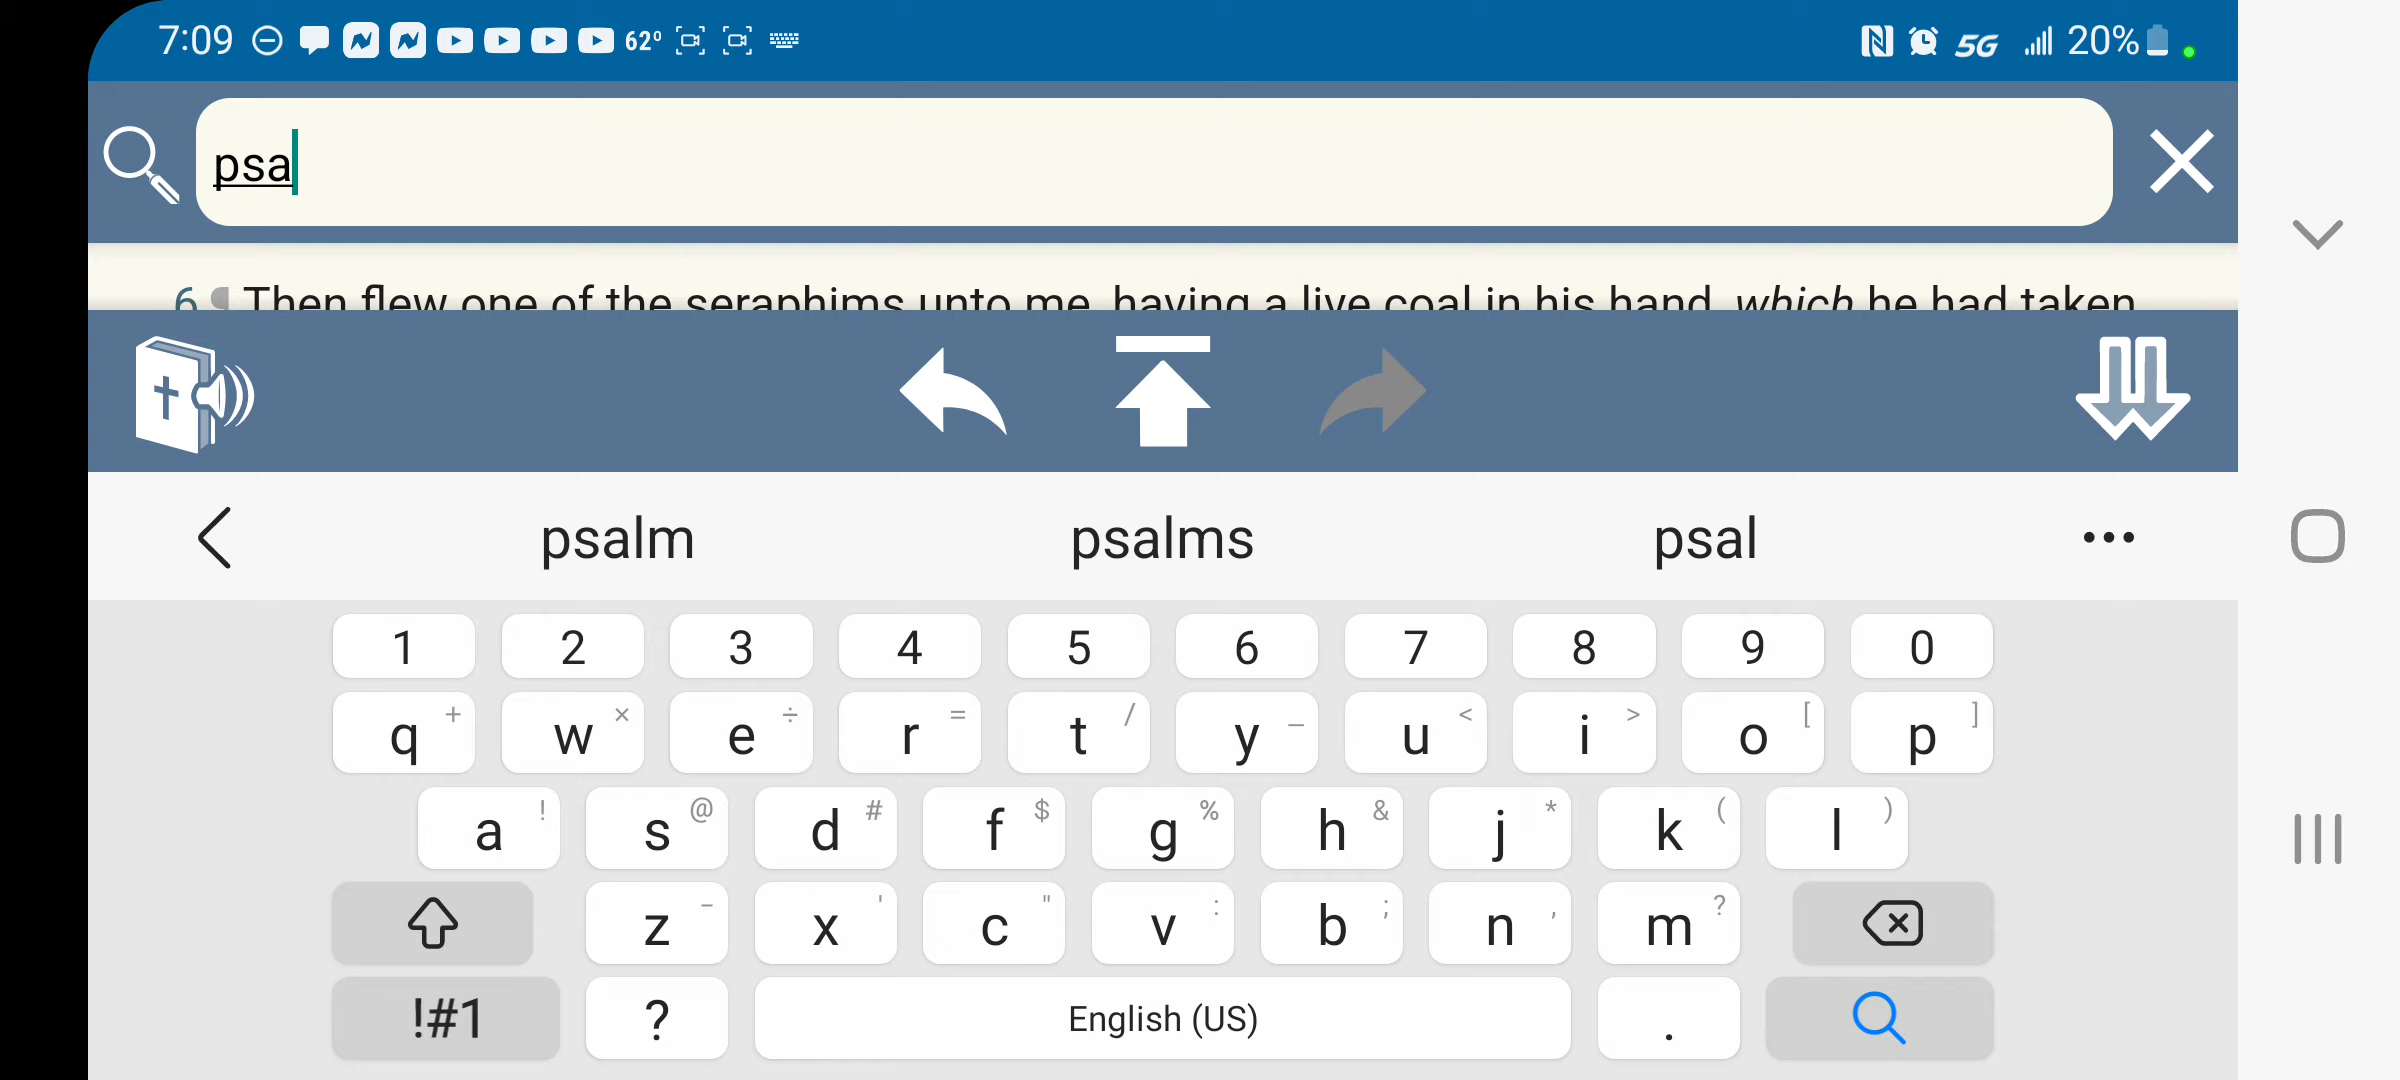 7:09 62° 5G 20%
psa
6 ¶ Then flew one of the seraphims unto me, having a live coal in his hand, which he had taken
psalm psalms psal
1 2 3 4 5 6 7 8 9 0
q + w × e ÷ r = t / y _ u < i > o [ p ]
a ! s @ d # f $ g % h & j * k ( l )
z - x ' c " v : b ; n , m ?
!#1 ? English (US) .